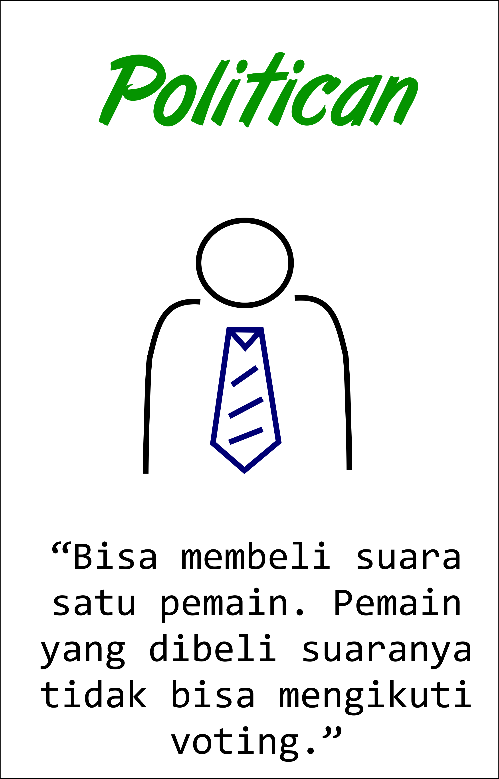 Politican
“Bisa membeli suara
satu pemain. Pemain
yang dibeli suaranya
tidak bisa mengikuti
voting.”